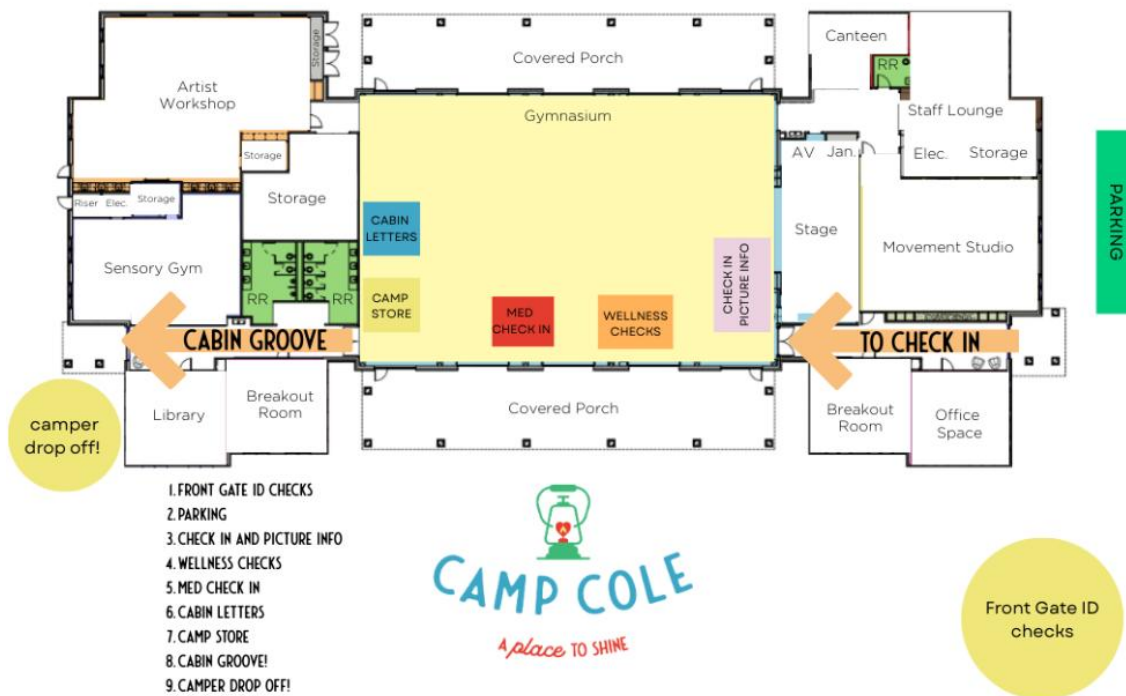 Covered Porch
Canteen
Storage
RR
Artist
Workshop
Staff Lounge
Gymnasium
AV
Jan.
Elec.
Storage
Storage
PARKING
Riser
Elec.
Storage
Storage
CABIN
LETTERS
Stage
Movement Studio
CHECK IN
PICTURE INFO
Sensory Gym
RR
RR
CAMP
STORE
MED
CHECK IN
WELLNESS
CHECKS
CABIN GROOVE
TO CHECK IN
camper
drop off!
Library
Breakout
Room
Covered Porch
Breakout
Room
Office
Space
1. FRONT GATE ID CHECKS
2. PARKING
3. CHECK IN AND PICTURE INFO
4. WELLNESS CHECKS
5. MED CHECK IN
6. CABIN LETTERS
7. CAMP STORE
8. CABIN GROOVE!
9. CAMPER DROP OFF!
CAMP COLE
A place TO SHINE
Front Gate ID
checks